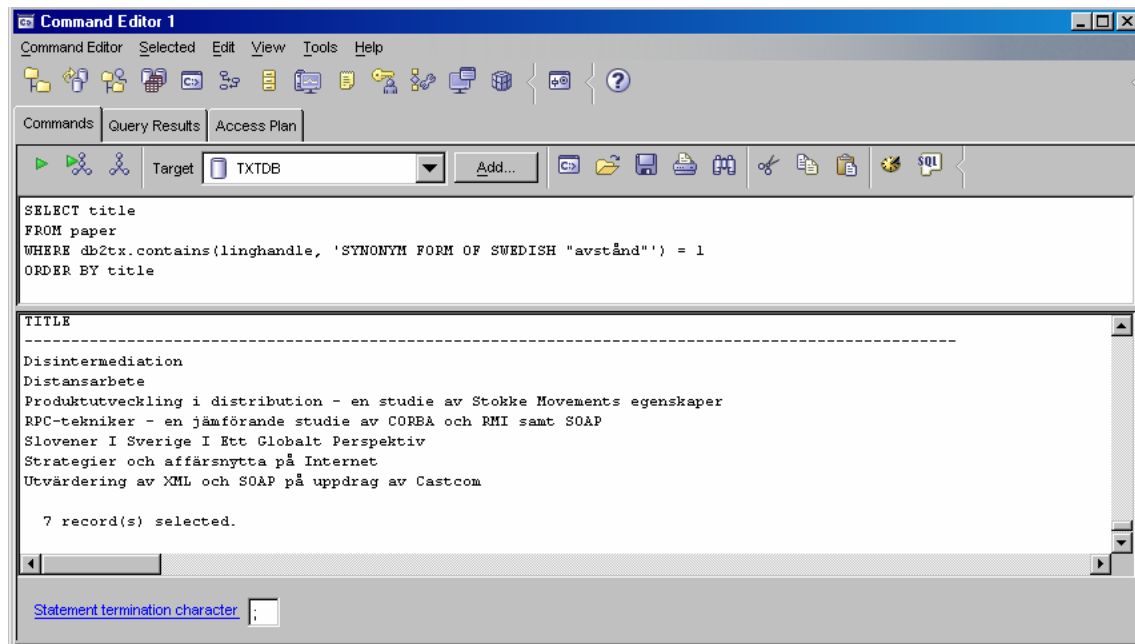 Command Editor 1
Command Editor Selected Edit View Tools Help
Commands Query Results Access Plan
Target TXTDB Add... SQL
SELECT title
FROM paper
WHERE db2tx.contains(linghandle, 'SYNONYM FORM OF SWEDISH "avstånd"') = 1
ORDER BY title
TITLE
----------------------------------------------------------------------------------------------------
Disintermediation
Distansarbete
Produktutveckling i distribution - en studie av Stokke Movements egenskaper
RPC-tekniker - en jämförande studie av CORBA och RMI samt SOAP
Slovener I Sverige I Ett Globalt Perspektiv
Strategier och affärsnytta på Internet
Utvärdering av XML och SOAP på uppdrag av Castcom
7 record(s) selected.
Statement termination character ;